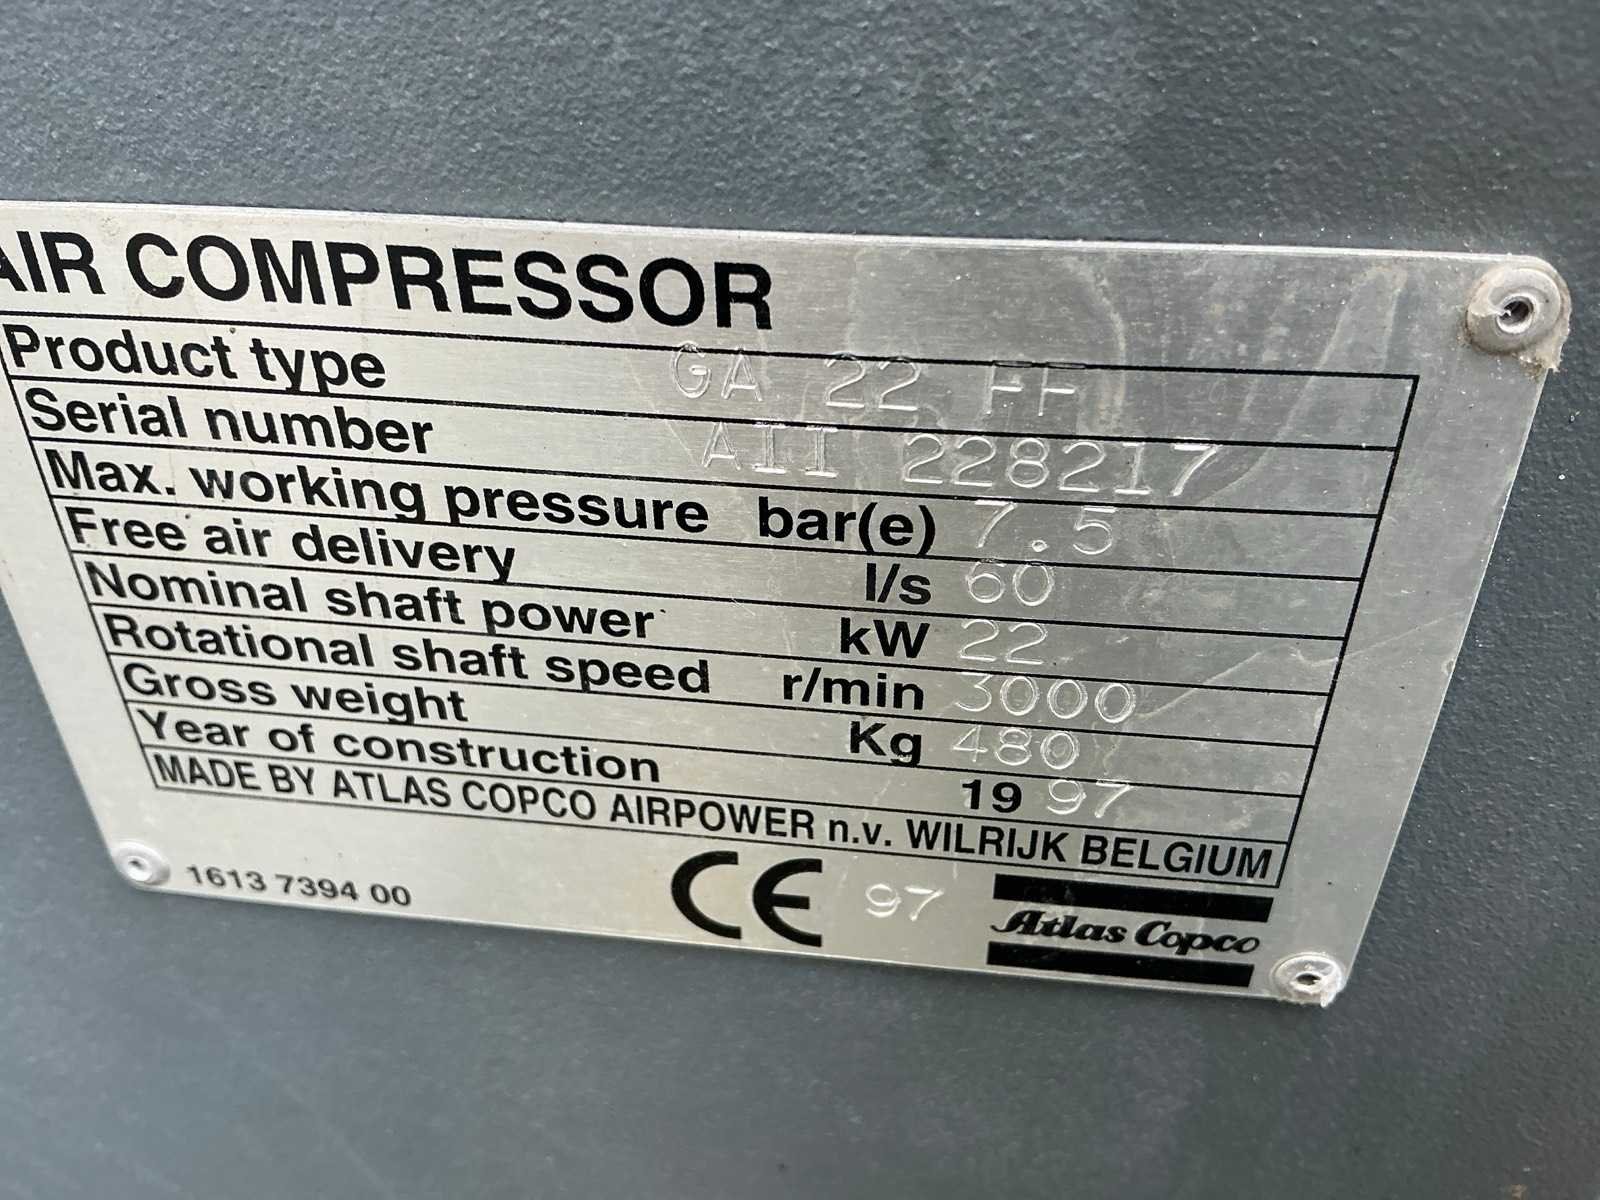 AIR COMPRESSOR
Product type GA 22 FF
Serial number AII 228217
Max. working pressure bar(e) 7.5
Free air delivery l/s 60
Nominal shaft power kW 22
Rotational shaft speed r/min 3000
Gross weight Kg 480
Year of construction 19 97
MADE BY ATLAS COPCO AIRPOWER n.v. WILRIJK BELGIUM
1613 7394 00 CE 97 Atlas Copco